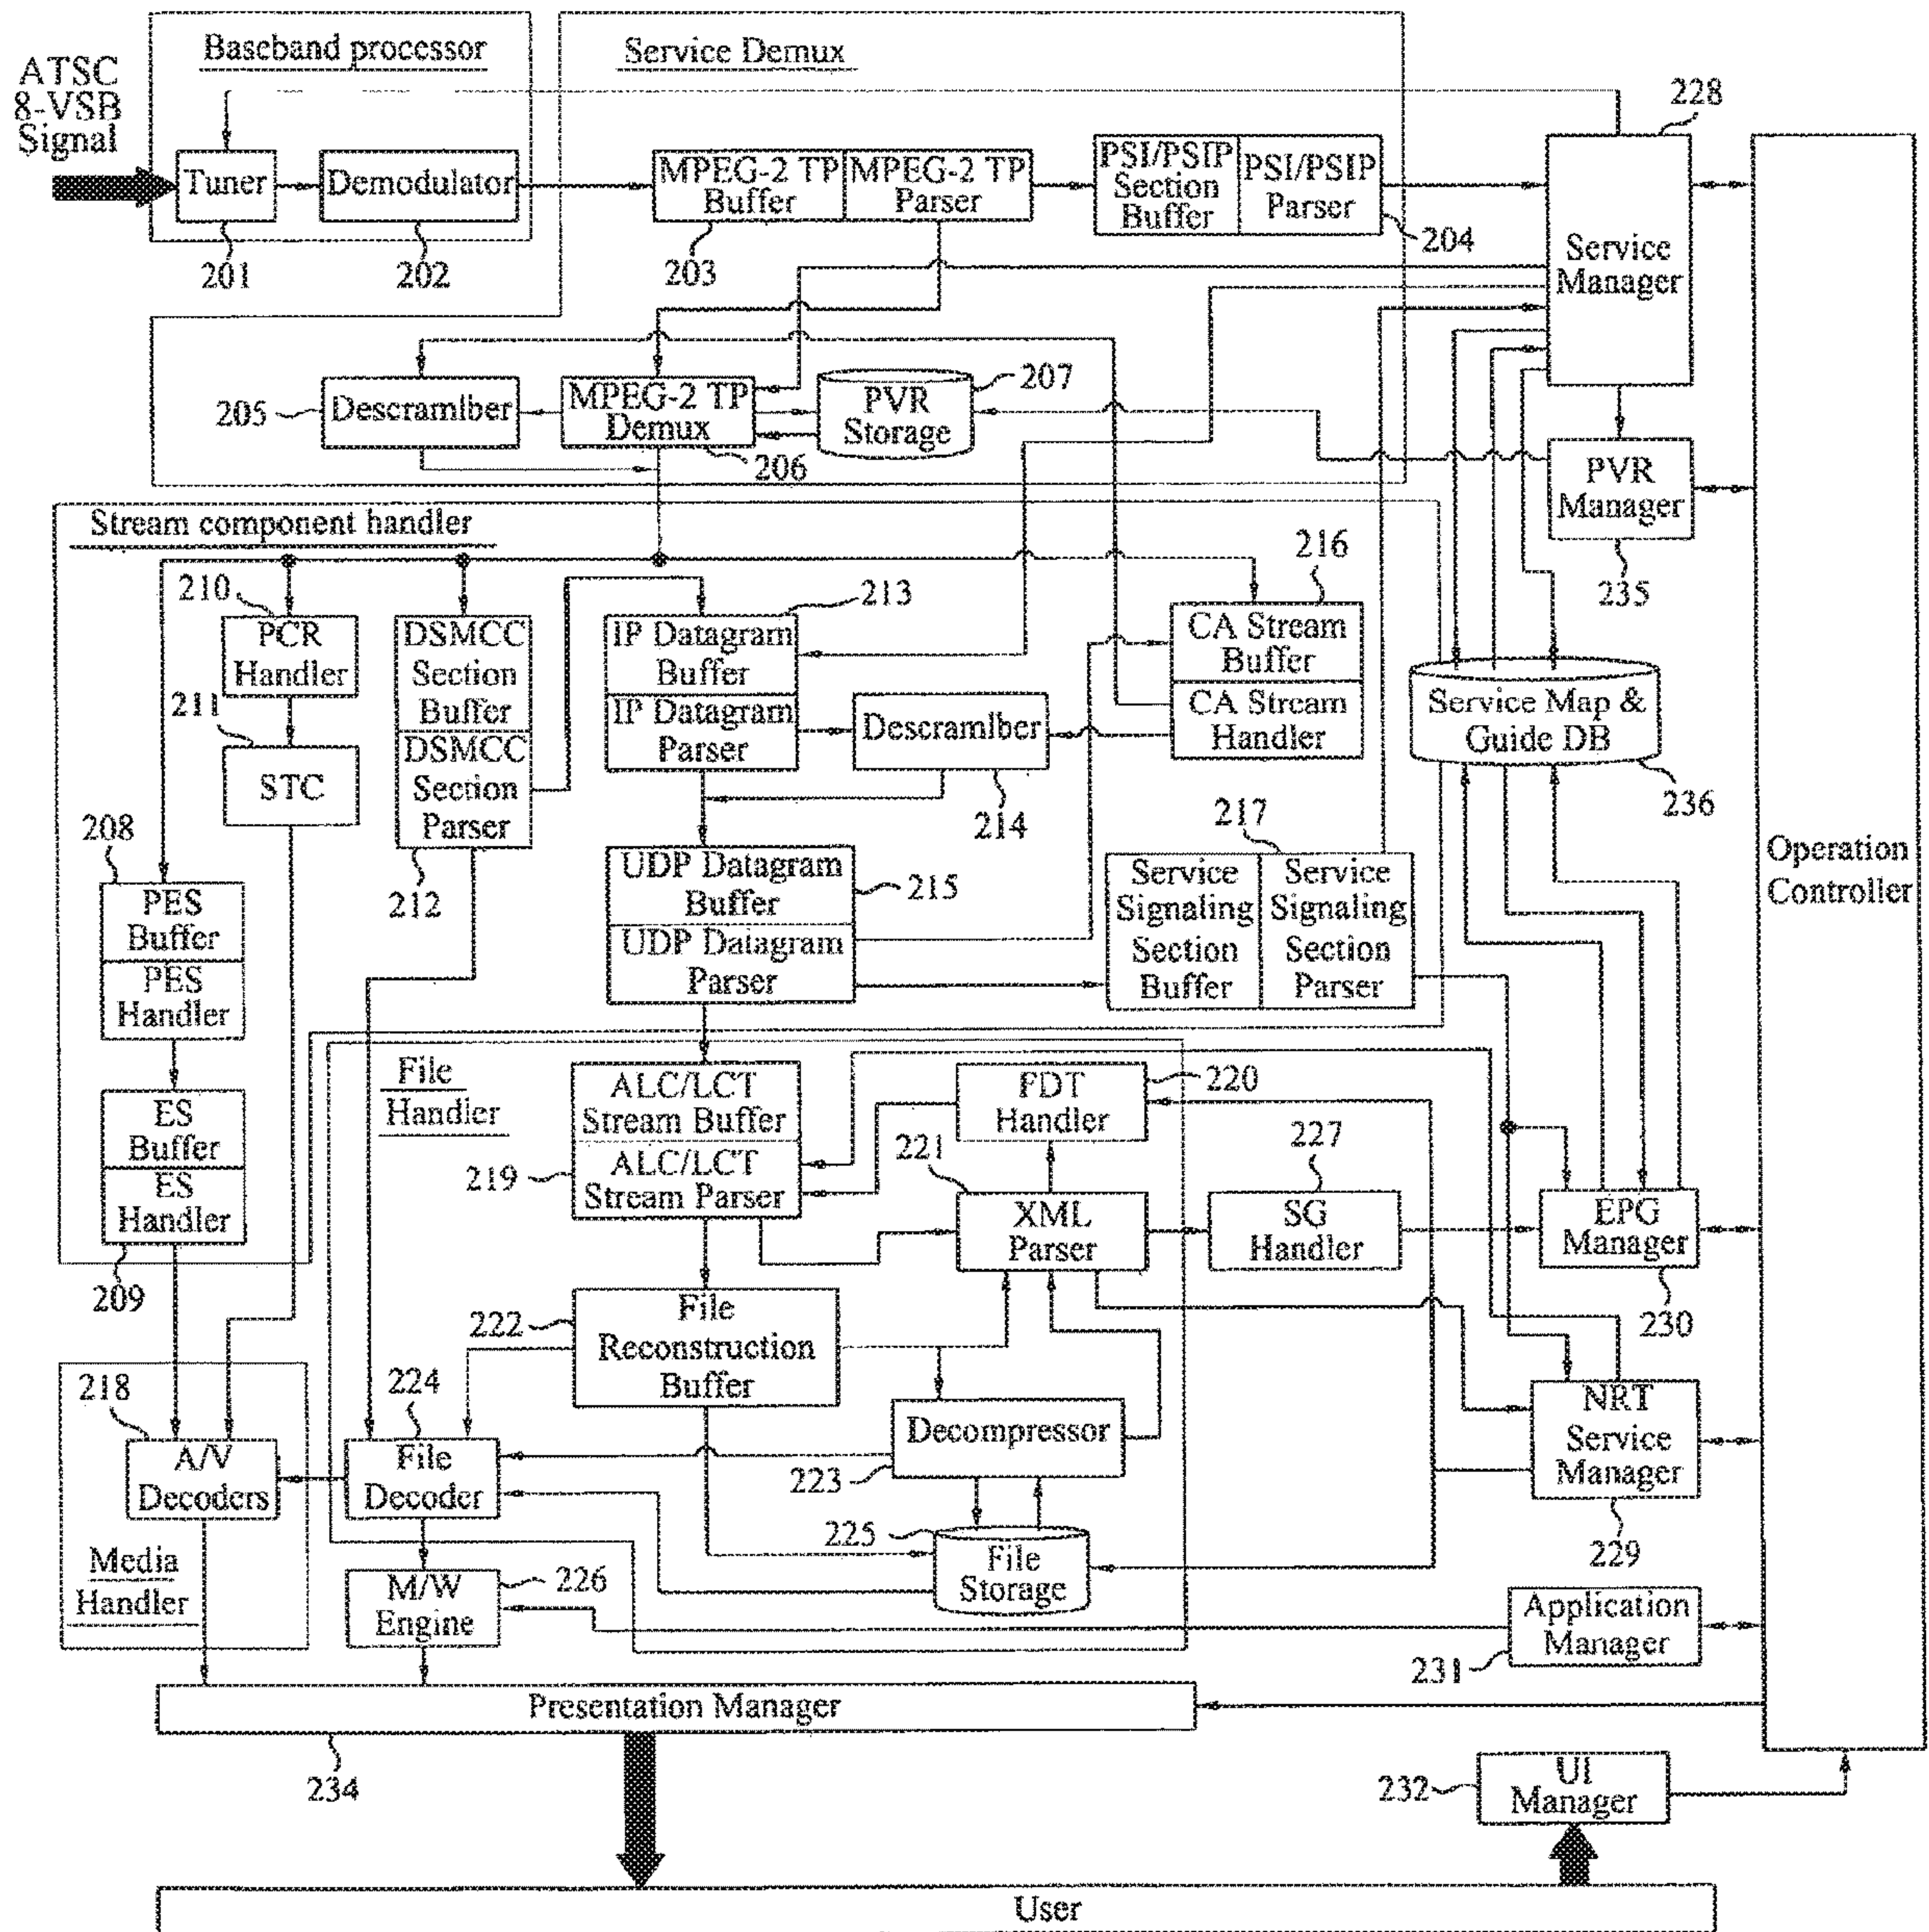 Baseband processor
Service Demux
ATSC
8-VSB
Signal
228
Tuner
Demodulator
MPEG-2 TP
Buffer
MPEG-2 TP
Parser
PSI/PSIP
Section
Buffer
PSI/PSIP
Parser
Service
Manager
201
202
203
204
205
Descramlber
MPEG-2 TP
Demux
206
PVR
Storage
207
PVR
Manager
235
Stream component handler
210
PCR
Handler
211
STC
DSMCC
Section
Buffer
DSMCC
Section
Parser
212
213
IP Datagram
Buffer
IP Datagram
Parser
Descramlber
214
216
CA Stream
Buffer
CA Stream
Handler
Service Map &
Guide DB
236
Operation
Controller
208
PES
Buffer
PES
Handler
UDP Datagram
Buffer
UDP Datagram
Parser
215
217
Service
Signaling
Section
Buffer
Service
Signaling
Section
Parser
ES
Buffer
ES
Handler
209
File
Handler
ALC/LCT
Stream Buffer
ALC/LCT
Stream Parser
219
FDT
Handler
220
221
XML
Parser
227
SG
Handler
EPG
Manager
230
222
File
Reconstruction
Buffer
Decompressor
223
NRT
Service
Manager
229
218
A/V
Decoders
224
File
Decoder
225
File
Storage
Media
Handler
M/W
Engine
226
Application
Manager
231
Presentation Manager
234
232
UI
Manager
User